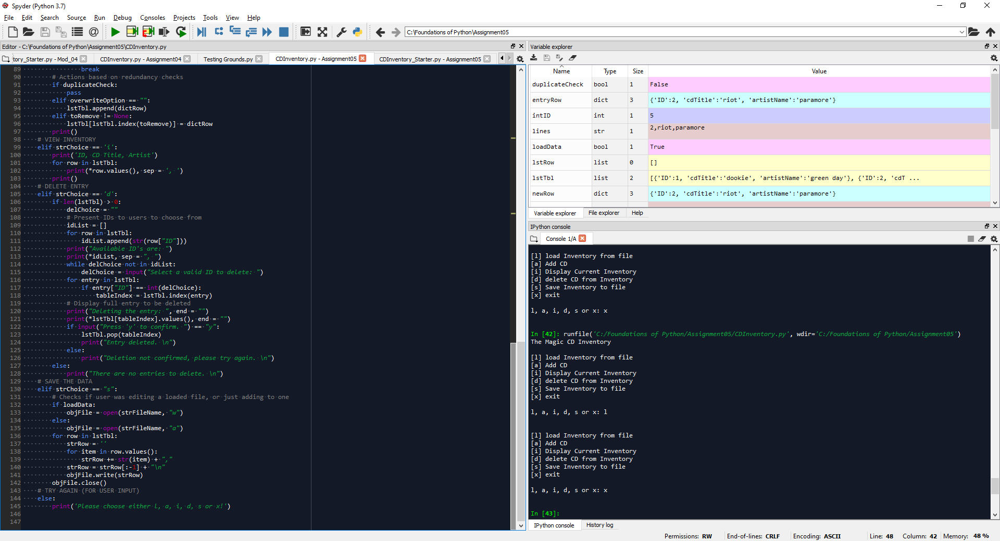 Spyder (Python 3.7)
File Edit Search Source Run Debug Consoles Projects Tools View Help
C:\Foundations of Python\Assignment05
Editor - C:\Foundations of Python\Assignment05\CDInventory.py
tory_Starter.py - Mod_04 CDInventory.py - Assignment04 Testing Grounds.py CDInventory.py - Assignment05 CDInventory_Starter.py - Assignment05
89 break
90 # Actions based on redundancy checks
91 if duplicateCheck:
92 pass
93 elif overwriteOption == "":
94 lstTbl.append(dictRow)
95 elif toRemove != None:
96 lstTbl[lstTbl.index(toRemove)] = dictRow
97 print()
98 # VIEW INVENTORY
99 elif strChoice == 'i':
100 print('ID, CD Title, Artist')
101 for row in lstTbl:
102 print(*row.values(), sep = ', ')
103 print()
104 # DELETE ENTRY
105 elif strChoice == 'd':
106 if len(lstTbl) > 0:
107 delChoice = ""
108 # Present IDs to users to choose from
109 idList = []
110 for row in lstTbl:
111 idList.append(str(row["ID"]))
112 print("Available ID's are: ")
113 print(*idList, sep = ", ")
114 while delChoice not in idList:
115 delChoice = input("Select a valid ID to delete: ")
116 for entry in lstTbl:
117 if entry["ID"] == int(delChoice):
118 tableIndex = lstTbl.index(entry)
119 # Display full entry to be deleted
120 print("Deleting the entry: ", end = "")
121 print(*lstTbl[tableIndex].values(), end = "")
122 if input("Press 'y' to confirm. ") == "y":
123 lstTbl.pop(tableIndex)
124 print("Entry deleted. \n")
125 else:
126 print("Deletion not confirmed, please try again. \n")
127 else:
128 print("There are no entries to delete. \n")
129 # SAVE THE DATA
130 elif strChoice == "s":
131 # Checks if user was editing a loaded file, or just adding to one
132 if loadData:
133 objFile = open(strFileName, "w")
134 else:
135 objFile = open(strFileName, "a")
136 for row in lstTbl:
137 strRow = ''
138 for item in row.values():
139 strRow += str(item) + ","
140 strRow = strRow[:-1] + "\n"
141 objFile.write(strRow)
142 objFile.close()
143 # TRY AGAIN (FOR USER INPUT)
144 else:
145 print('Please choose either l, a, i, d, s or x!')
146
147
Variable explorer
Name Type Size Value
duplicateCheck bool 1 False
entryRow dict 3 {'ID':2, 'cdTitle':'riot', 'artistName':'paramore'}
intID int 1 5
lines str 1 2,riot,paramore
loadData bool 1 True
lstRow list 0 []
lstTbl list 2 [{'ID':1, 'cdTitle':'dookie', 'artistName':'green day'}, {'ID':2, 'cdT ...
newRow dict 3 {'ID':2, 'cdTitle':'riot', 'artistName':'paramore'}
Variable explorer File explorer Help
IPython console
Console 1/A
[l] load Inventory from file
[a] Add CD
[i] Display Current Inventory
[d] delete CD from Inventory
[s] Save Inventory to file
[x] exit
l, a, i, d, s or x: x
In [42]: runfile('C:/Foundations of Python/Assignment05/CDInventory.py', wdir='C:/Foundations of Python/Assignment05')
The Magic CD Inventory
[l] load Inventory from file
[a] Add CD
[i] Display Current Inventory
[d] delete CD from Inventory
[s] Save Inventory to file
[x] exit
l, a, i, d, s or x: l
[l] load Inventory from file
[a] Add CD
[i] Display Current Inventory
[d] delete CD from Inventory
[s] Save Inventory to file
[x] exit
l, a, i, d, s or x: x
In [43]:
IPython console History log
Permissions: RW End-of-lines: CRLF Encoding: ASCII Line: 48 Column: 42 Memory: 48 %